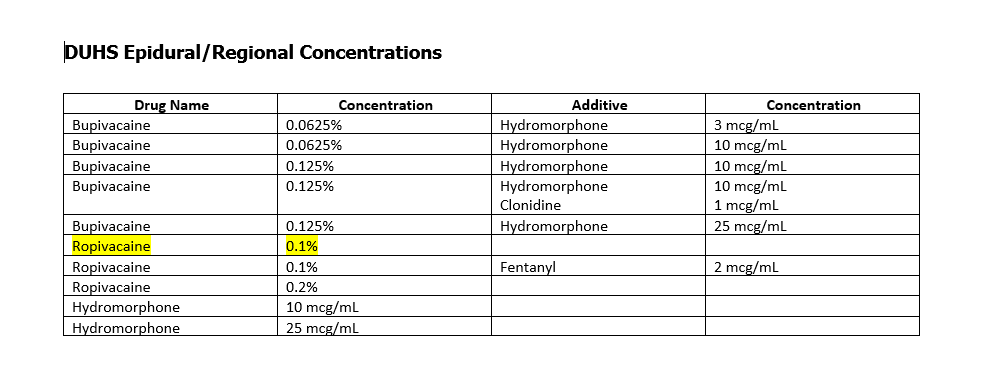 DUHS Epidural/Regional Concentrations
Drug Name Concentration Additive Concentration
Bupivacaine 0.0625% Hydromorphone 3 mcg/mL
Bupivacaine 0.0625% Hydromorphone 10 mcg/mL
Bupivacaine 0.125% Hydromorphone 10 mcg/mL
Bupivacaine 0.125% Hydromorphone 10 mcg/mL
Clonidine 1 mcg/mL
Bupivacaine 0.125% Hydromorphone 25 mcg/mL
Ropivacaine 0.1%
Ropivacaine 0.1% Fentanyl 2 mcg/mL
Ropivacaine 0.2%
Hydromorphone 10 mcg/mL
Hydromorphone 25 mcg/mL